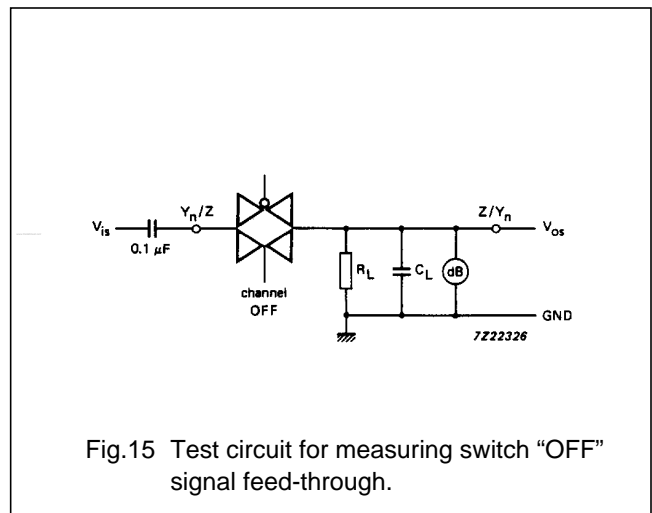 V_is
0.1 µF
Y_n/Z
channel
OFF
R_L
C_L
dB
Z/Y_n
V_os
GND
7Z22326
Fig.15 Test circuit for measuring switch “OFF”
signal feed-through.